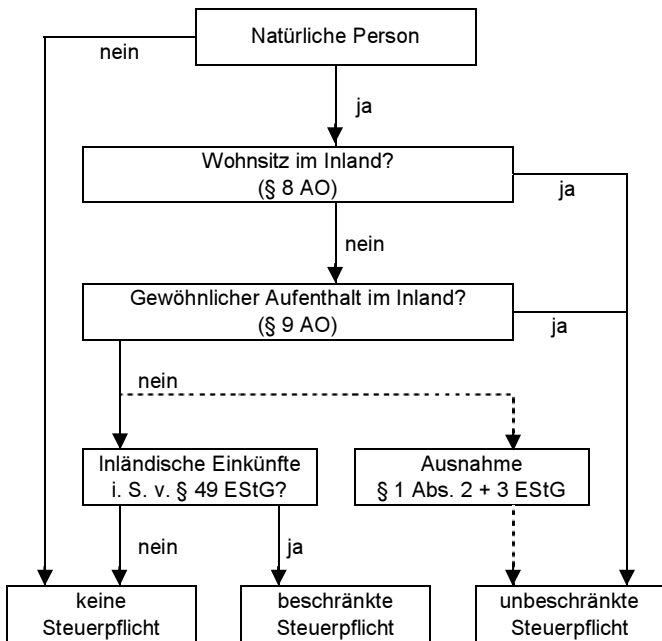 Natürliche Person
nein
ja
Wohnsitz im Inland?
(§ 8 AO)
ja
nein
Gewöhnlicher Aufenthalt im Inland?
(§ 9 AO)
ja
nein
Inländische Einkünfte
i. S. v. § 49 EStG?
Ausnahme
§ 1 Abs. 2 + 3 EStG
nein
ja
keine
Steuerpflicht
beschränkte
Steuerpflicht
unbeschränkte
Steuerpflicht